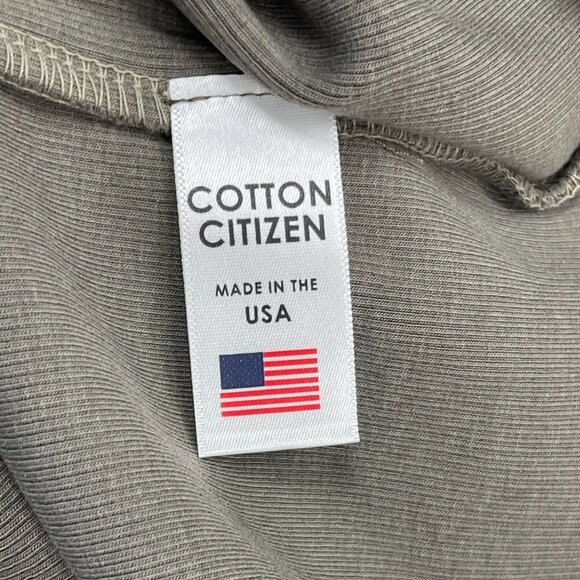 COTTON
CITIZEN
MADE IN THE
USA